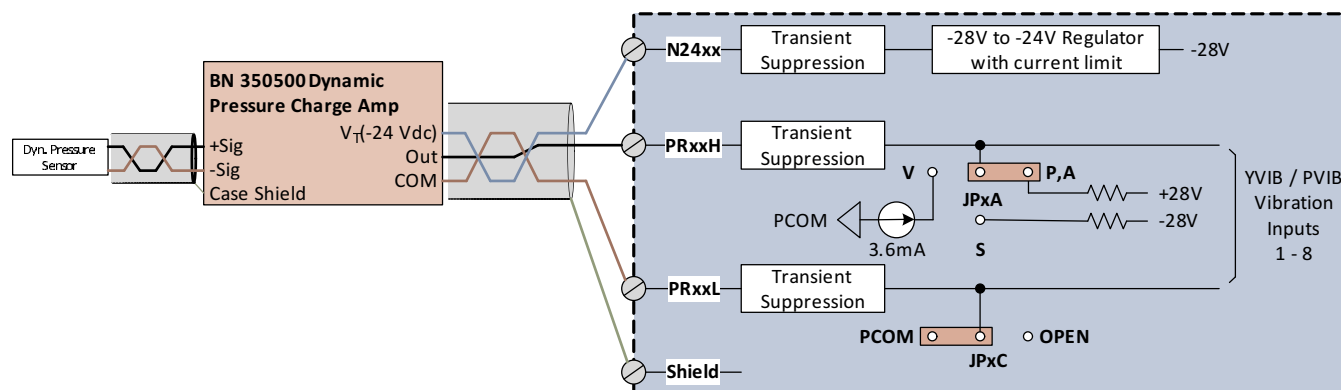 Dyn. Pressure
Sensor
BN 350500 Dynamic
Pressure Charge Amp
+Sig
-Sig
Case Shield
VT(-24 Vdc)
Out
COM
N24xx
Transient
Suppression
-28V to -24V Regulator
with current limit
-28V
PRxxH
Transient
Suppression
V
P,A
JPxA
+28V
-28V
PCOM
3.6mA
S
YVIB / PVIB
Vibration
Inputs
1 - 8
PRxxL
Transient
Suppression
PCOM
OPEN
JPxC
Shield